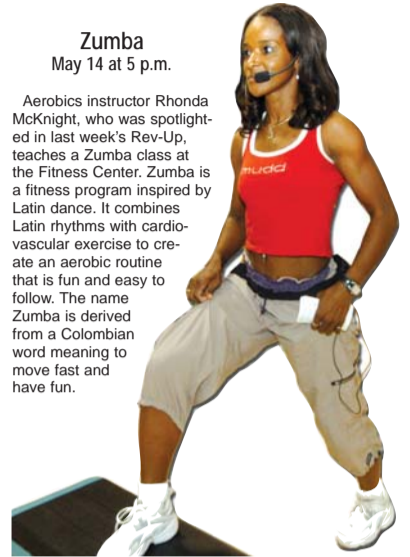 Zumba
May 14 at 5 p.m.
Aerobics instructor Rhonda
McKnight, who was spotlight-
ed in last week's Rev-Up,
teaches a Zumba class at
the Fitness Center. Zumba is
a fitness program inspired by
Latin dance. It combines
Latin rhythms with cardio-
vascular exercise to cre-
ate an aerobic routine
that is fun and easy to
follow. The name
Zumba is derived
from a Colombian
word meaning to
move fast and
have fun.
mudd